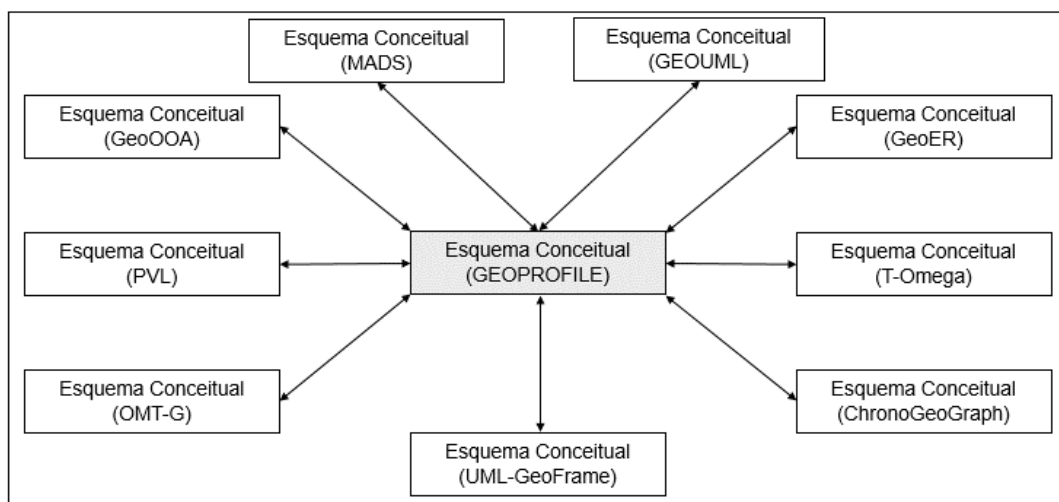 Esquema Conceitual
(MADS)
Esquema Conceitual
(GEOUML)
Esquema Conceitual
(GeoOOA)
Esquema Conceitual
(GeoER)
Esquema Conceitual
(PVL)
Esquema Conceitual
(GEOPROFILE)
Esquema Conceitual
(T-Omega)
Esquema Conceitual
(OMT-G)
Esquema Conceitual
(ChronoGeoGraph)
Esquema Conceitual
(UML-GeoFrame)